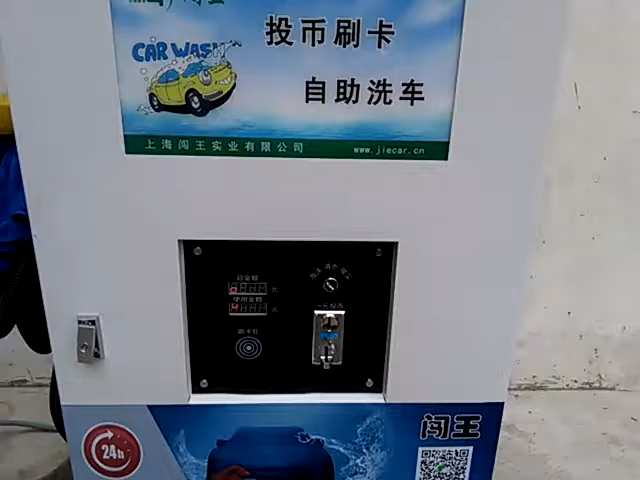 CAR WASH
投币刷卡
自助洗车
上海闯王实业有限公司
www.jiecar.cn
总金额
元
使用金额
元
刷卡处
一元投币
24h
闯王